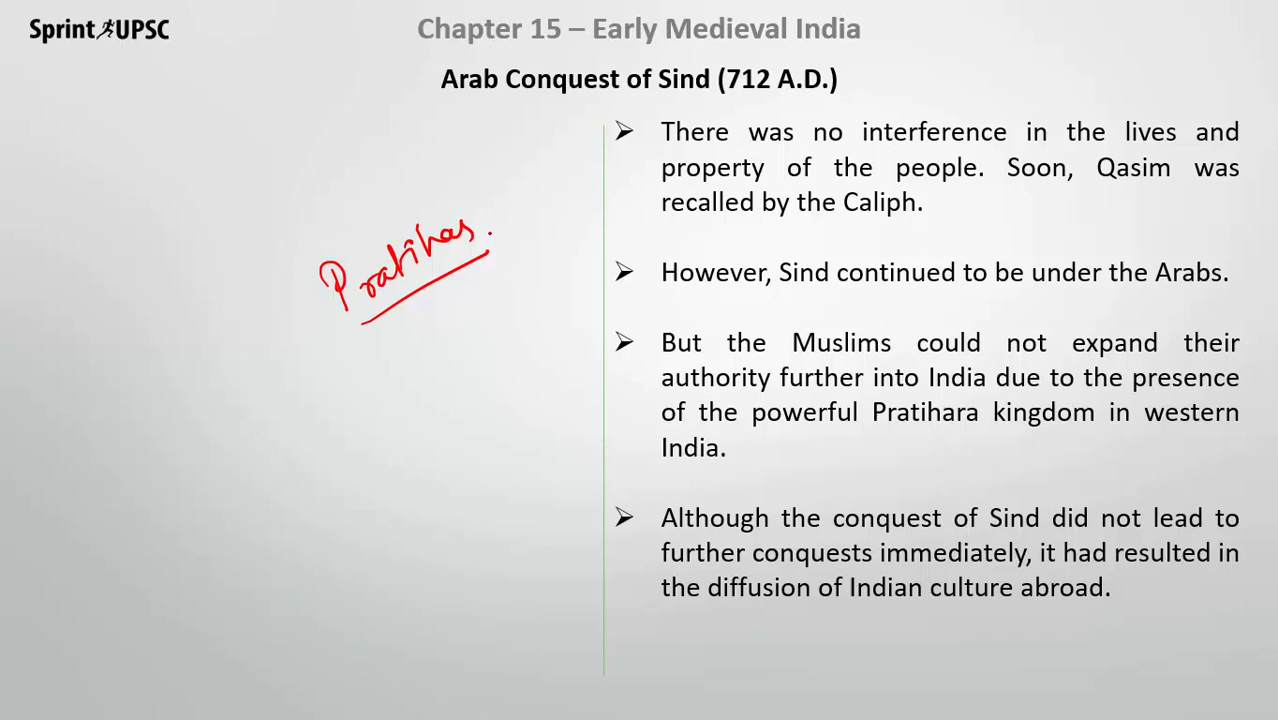 Sprint UPSC
Chapter 15 – Early Medieval India
Arab Conquest of Sind (712 A.D.)
Pratihas.
➢ There was no interference in the lives and
property of the people. Soon, Qasim was
recalled by the Caliph.
➢ However, Sind continued to be under the Arabs.
➢ But the Muslims could not expand their
authority further into India due to the presence
of the powerful Pratihara kingdom in western
India.
➢ Although the conquest of Sind did not lead to
further conquests immediately, it had resulted in
the diffusion of Indian culture abroad.